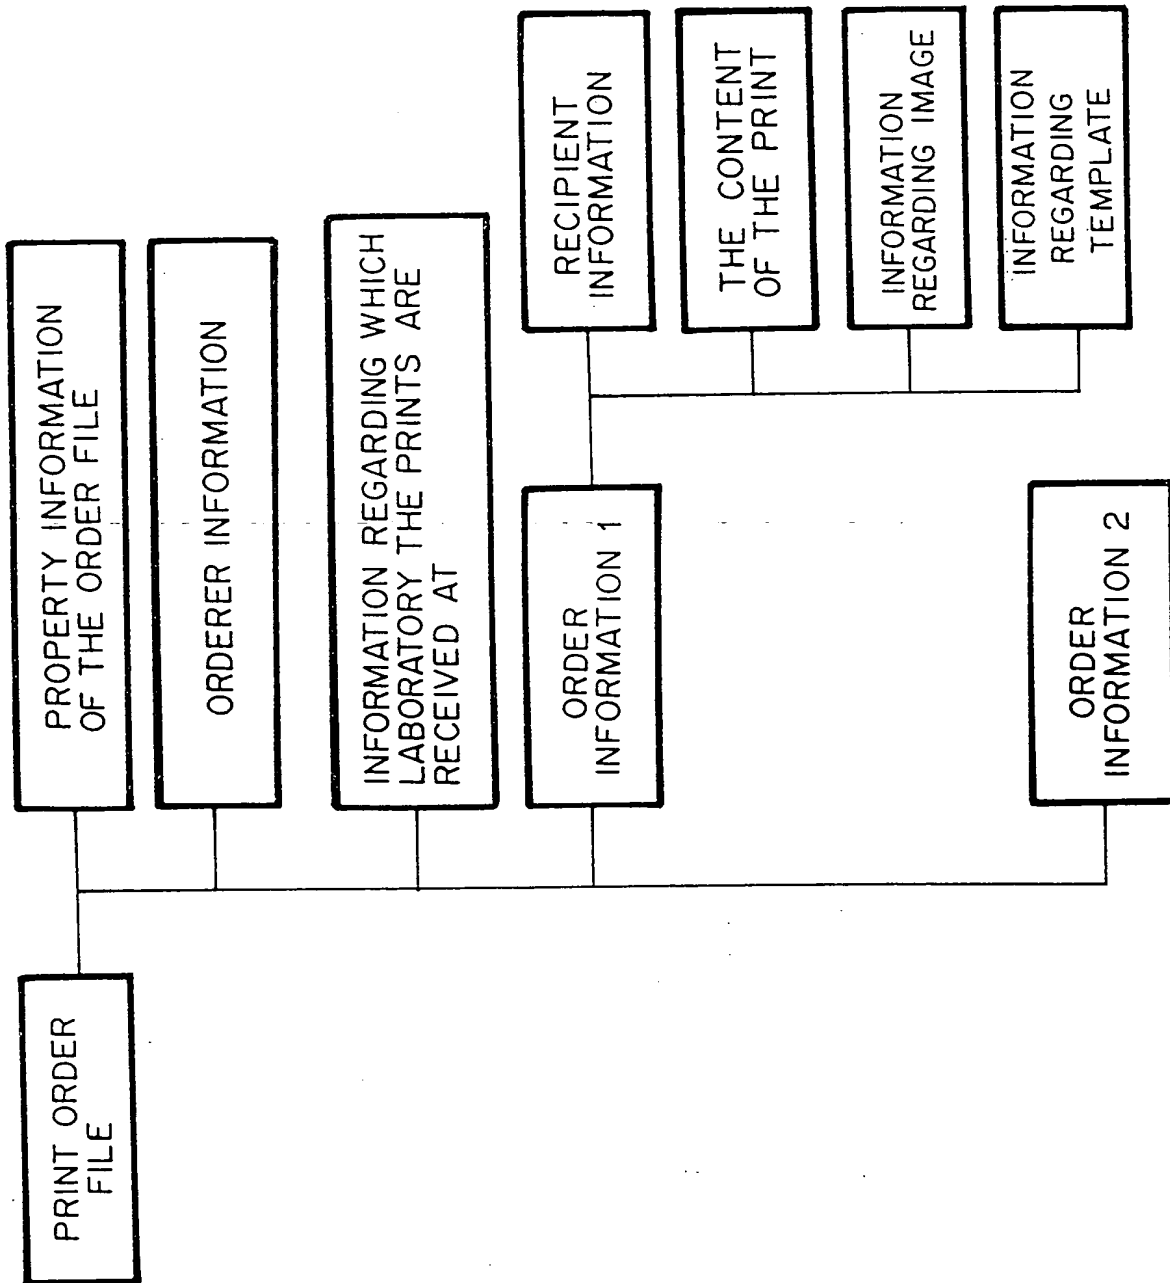 PRINT ORDER
FILE
PROPERTY INFORMATION
OF THE ORDER FILE
ORDERER INFORMATION
INFORMATION REGARDING WHICH
LABORATORY THE PRINTS ARE
RECEIVED AT
ORDER
INFORMATION 1
RECIPIENT
INFORMATION
THE CONTENT
OF THE PRINT
INFORMATION
REGARDING IMAGE
INFORMATION
REGARDING
TEMPLATE
ORDER
INFORMATION 2